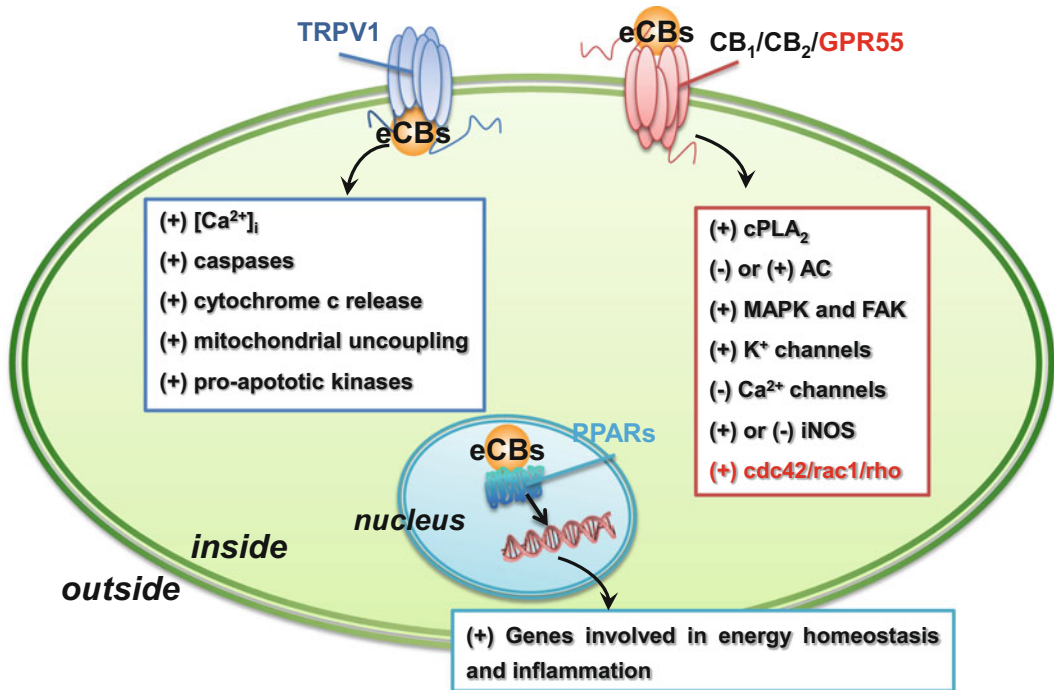 TRPV1
eCBs
eCBs
CB₁/CB₂/GPR55
(+) [Ca²⁺]ᵢ
(+) caspases
(+) cytochrome c release
(+) mitochondrial uncoupling
(+) pro-apototic kinases
(+) cPLA₂
(-) or (+) AC
(+) MAPK and FAK
(+) K⁺ channels
(-) Ca²⁺ channels
(+) or (-) iNOS
(+) cdc42/rac1/rho
eCBs
PPARs
nucleus
inside
outside
(+) Genes involved in energy homeostasis
and inflammation